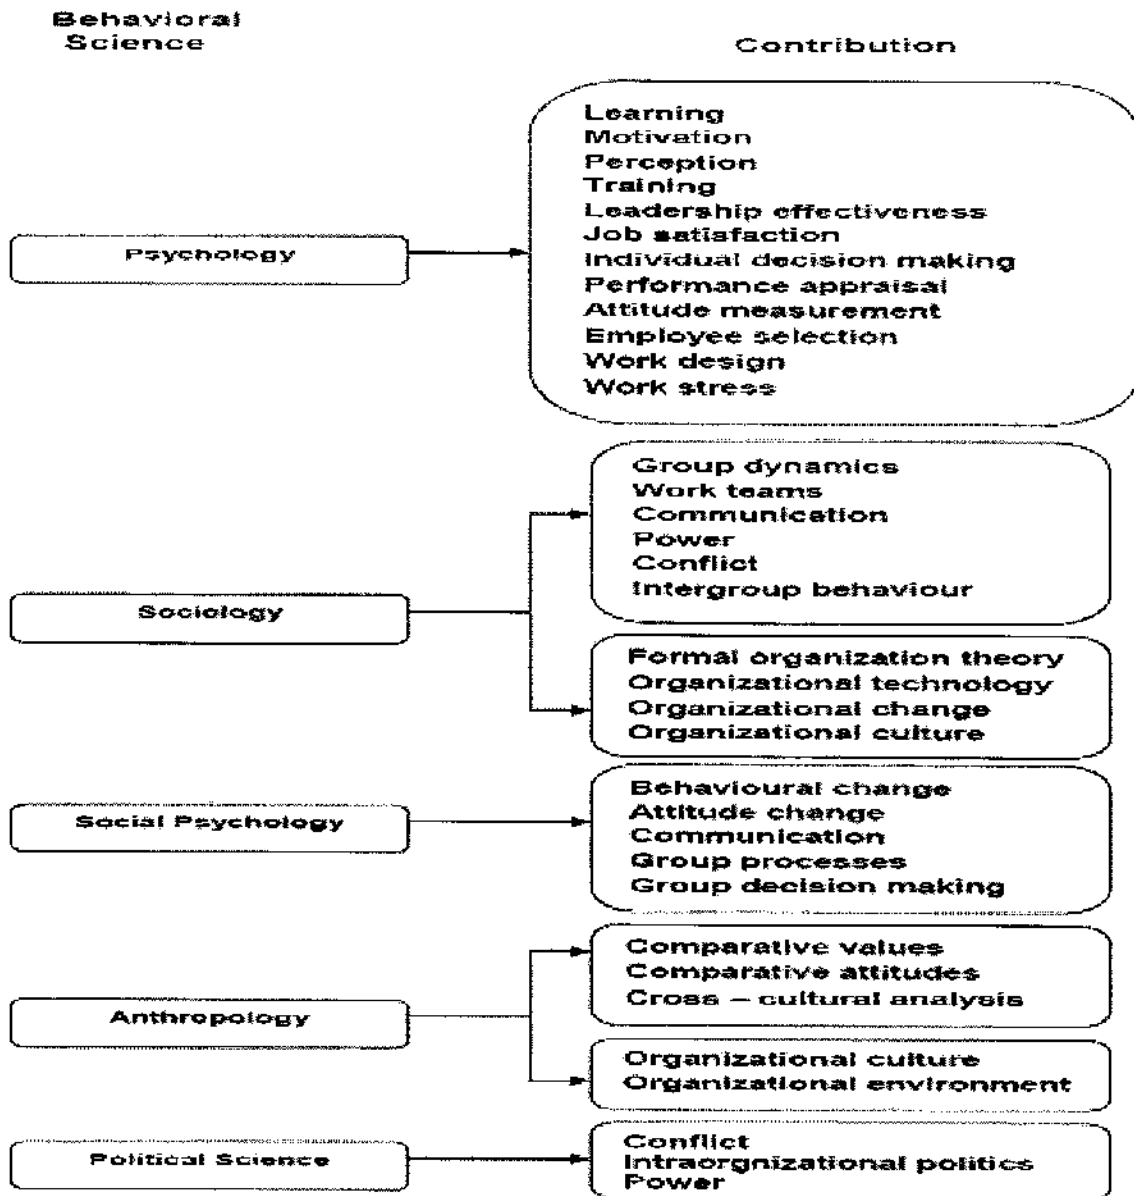 Behavioral
Science
Contribution
Psychology
Learning
Motivation
Perception
Training
Leadership effectiveness
Job satisfaction
Individual decision making
Performance appraisal
Attitude measurement
Employee selection
Work design
Work stress
Sociology
Group dynamics
Work teams
Communication
Power
Conflict
Intergroup behaviour
Formal organization theory
Organizational technology
Organizational change
Organizational culture
Social Psychology
Behavioural change
Attitude change
Communication
Group processes
Group decision making
Anthropology
Comparative values
Comparative attitudes
Cross – cultural analysis
Organizational culture
Organizational environment
Political Science
Conflict
Intraorgnizational politics
Power